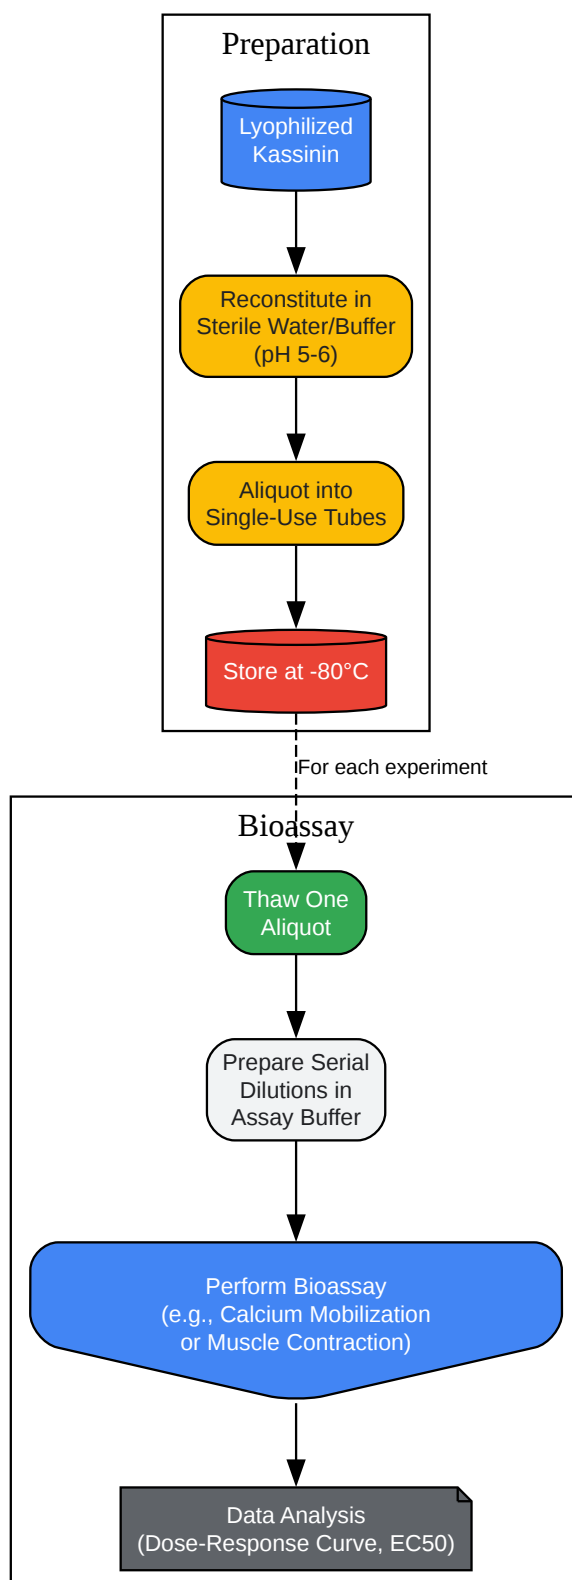 Preparation
Lyophilized
Kassinin
Reconstitute in
Sterile Water/Buffer
(pH 5-6)
Aliquot into
Single-Use Tubes
Store at -80°C
For each experiment
Bioassay
Thaw One
Aliquot
Prepare Serial
Dilutions in
Assay Buffer
Perform Bioassay
(e.g., Calcium Mobilization
or Muscle Contraction)
Data Analysis
(Dose-Response Curve, EC50)